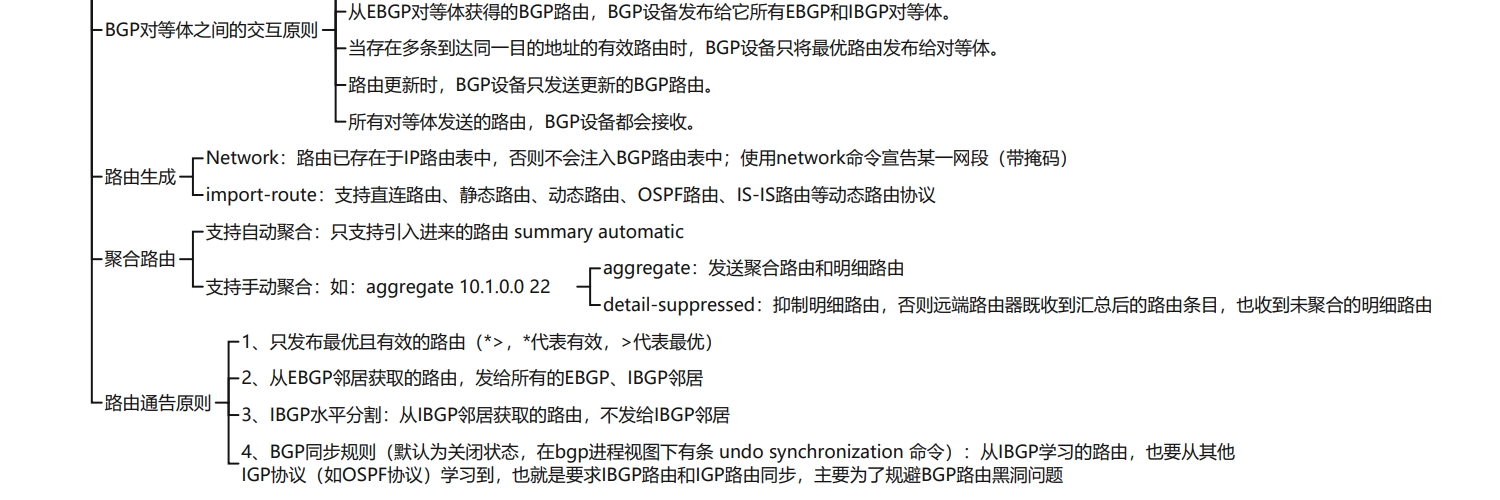 从EBGP对等体获得的BGP路由，BGP设备发布给它所有EBGP和IBGP对等体。
BGP对等体之间的交互原则
当存在多条到达同一目的地址的有效路由时，BGP设备只将最优路由发布给对等体。
路由更新时，BGP设备只发送更新的BGP路由。
所有对等体发送的路由，BGP设备都会接收。
Network：路由已存在于IP路由表中，否则不会注入BGP路由表中；使用network命令宣告某一网段（带掩码）
路由生成
import-route：支持直连路由、静态路由、动态路由、OSPF路由、IS-IS路由等动态路由协议
支持自动聚合：只支持引入进来的路由 summary automatic
聚合路由
aggregate：发送聚合路由和明细路由
支持手动聚合：如：aggregate 10.1.0.0 22
detail-suppressed：抑制明细路由，否则远端路由器既收到汇总后的路由条目，也收到未聚合的明细路由
1、只发布最优且有效的路由（*>，*代表有效，>代表最优）
2、从EBGP邻居获取的路由，发给所有的EBGP、IBGP邻居
路由通告原则
3、IBGP水平分割：从IBGP邻居获取的路由，不发给IBGP邻居
4、BGP同步规则（默认为关闭状态，在bgp进程视图下有条 undo synchronization 命令）：从IBGP学习的路由，也要从其他
IGP协议（如OSPF协议）学习到，也就是要求IBGP路由和IGP路由同步，主要为了规避BGP路由黑洞问题